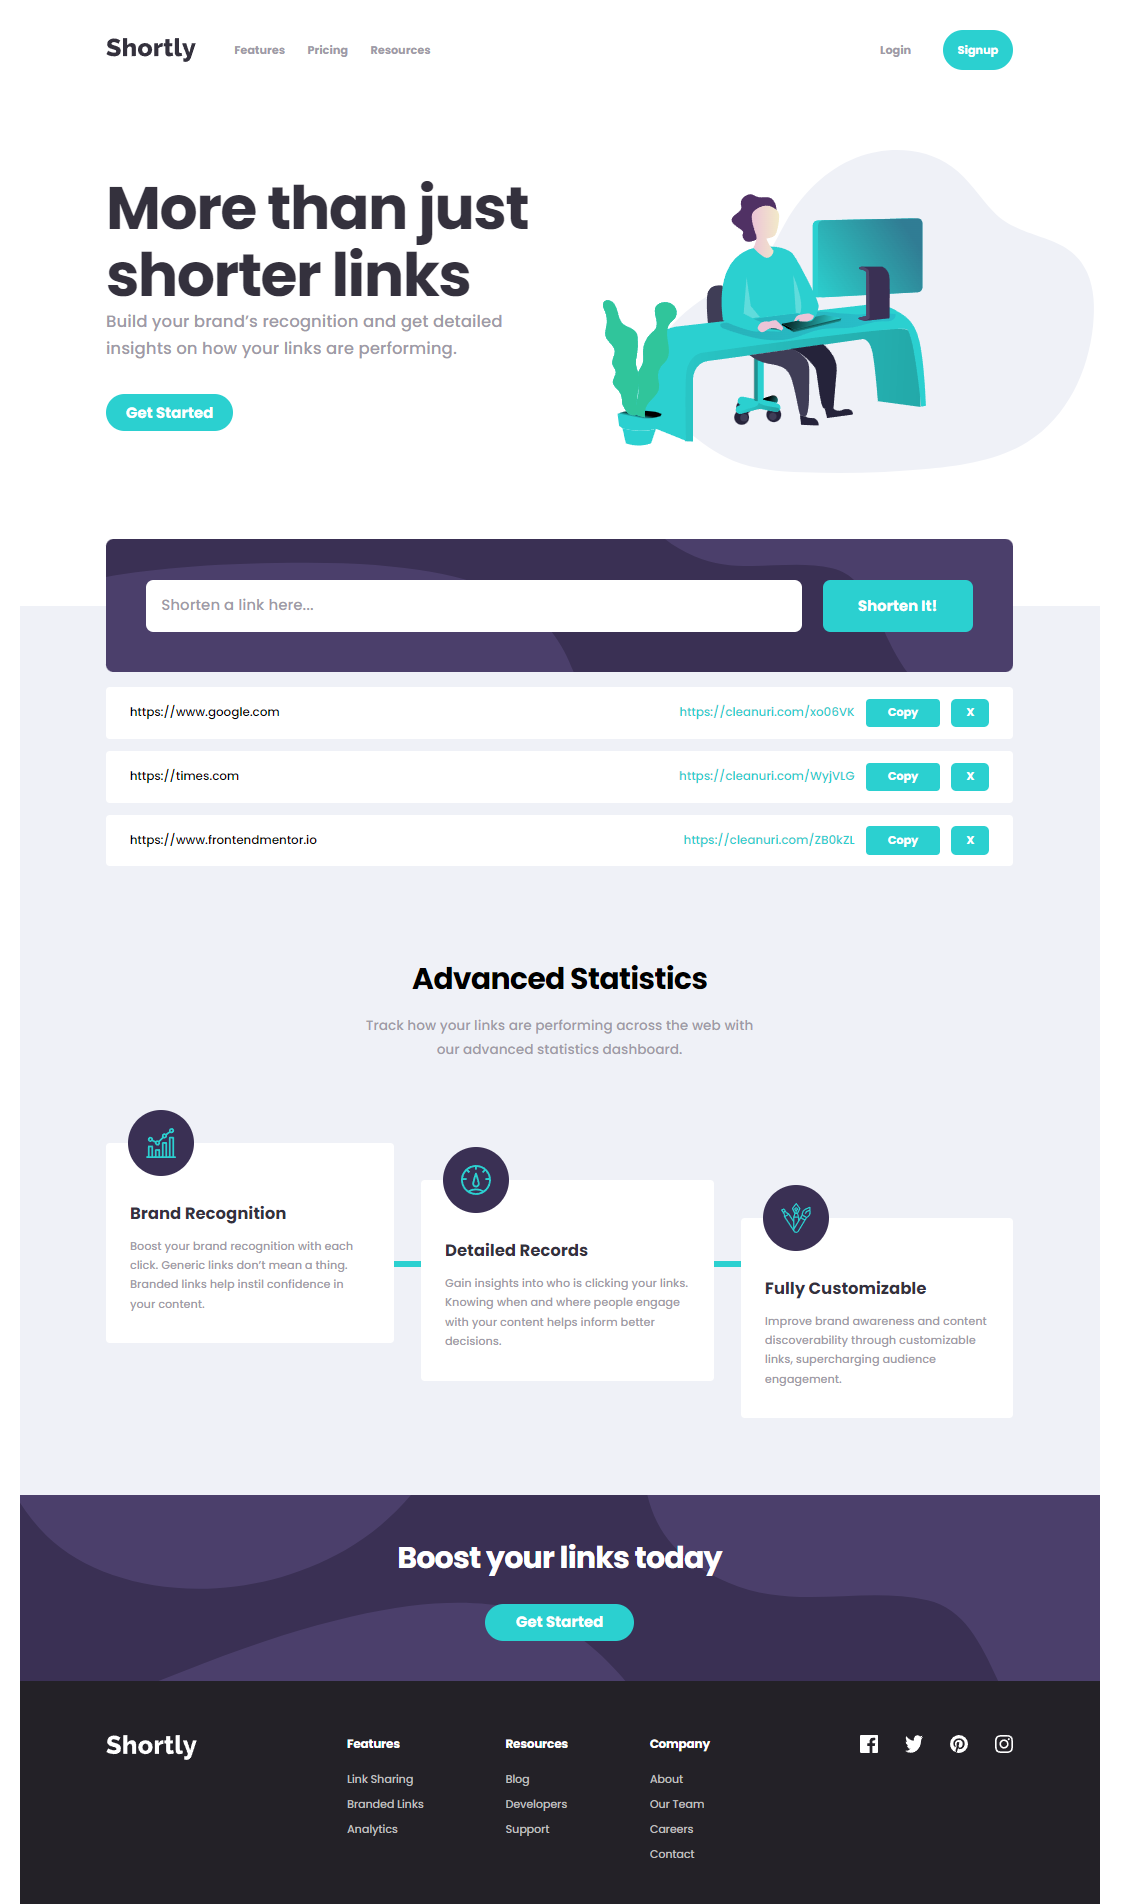 Shortly
Features Pricing Resources
Login
Signup
More than just
shorter links
Build your brand’s recognition and get detailed
insights on how your links are performing.
Get Started
Shorten a link here...
Shorten It!
https://www.google.com https://cleanuri.com/xo06VK Copy X
https://times.com https://cleanuri.com/WyjVLG Copy X
https://www.frontendmentor.io https://cleanuri.com/ZB0kZL Copy X
Advanced Statistics
Track how your links are performing across the web with
our advanced statistics dashboard.
Brand Recognition
Boost your brand recognition with each
click. Generic links don’t mean a thing.
Branded links help instil confidence in
your content.
Detailed Records
Gain insights into who is clicking your links.
Knowing when and where people engage
with your content helps inform better
decisions.
Fully Customizable
Improve brand awareness and content
discoverability through customizable
links, supercharging audience
engagement.
Boost your links today
Get Started
Shortly
Features
Link Sharing
Branded Links
Analytics
Resources
Blog
Developers
Support
Company
About
Our Team
Careers
Contact